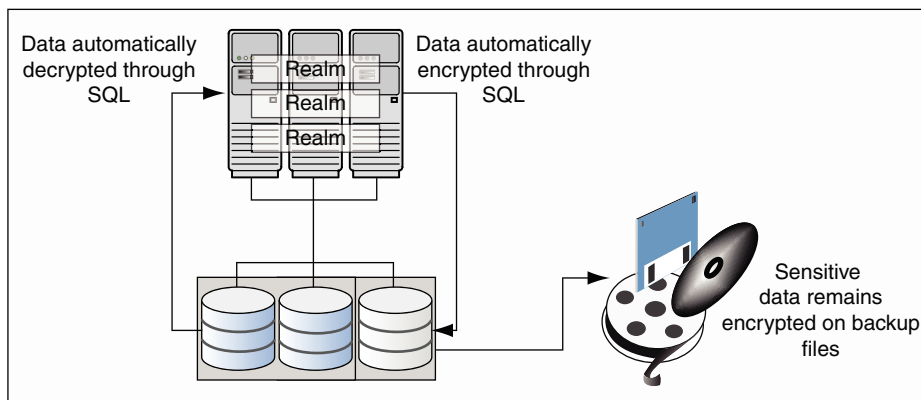 Data automatically
decrypted through
SQL
Realm
Realm
Realm
Data automatically
encrypted through
SQL
Sensitive
data remains
encrypted on backup
files